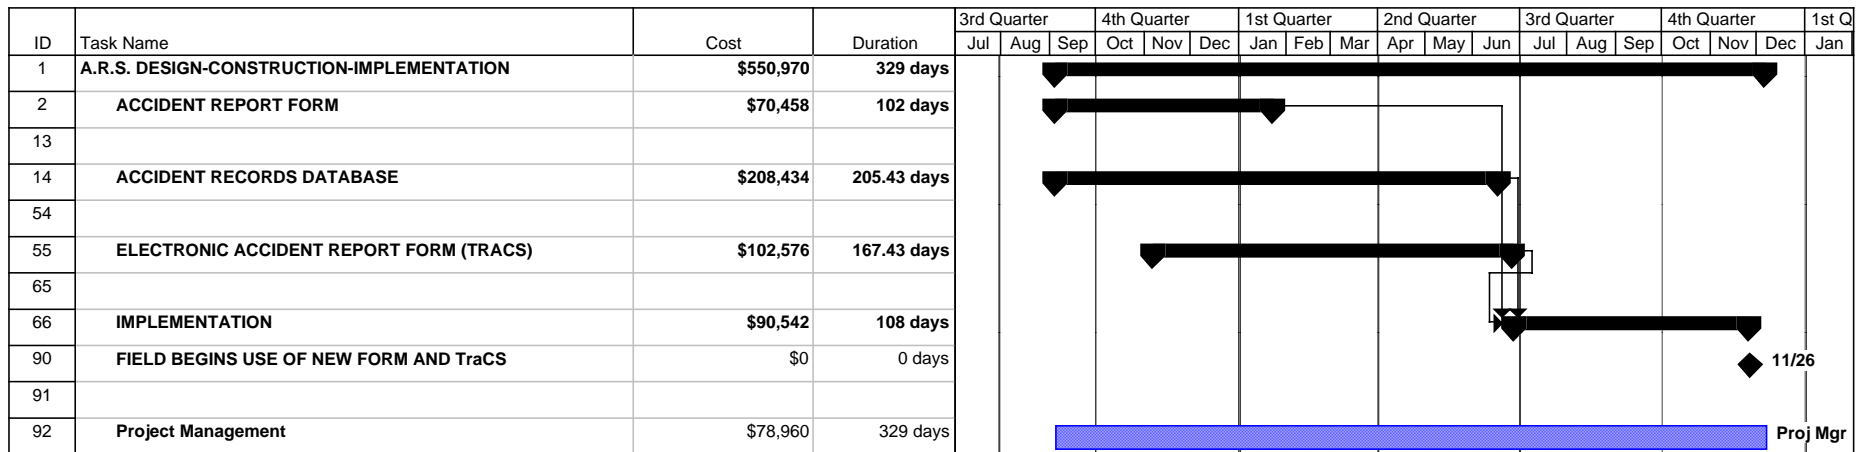 3rd Quarter 4th Quarter 1st Quarter 2nd Quarter 3rd Quarter 4th Quarter 1st Q
ID Task Name Cost Duration Jul Aug Sep Oct Nov Dec Jan Feb Mar Apr May Jun Jul Aug Sep Oct Nov Dec Jan
1 A.R.S. DESIGN-CONSTRUCTION-IMPLEMENTATION $550,970 329 days
2 ACCIDENT REPORT FORM $70,458 102 days
13
14 ACCIDENT RECORDS DATABASE $208,434 205.43 days
54
55 ELECTRONIC ACCIDENT REPORT FORM (TRACS) $102,576 167.43 days
65
66 IMPLEMENTATION $90,542 108 days
90 FIELD BEGINS USE OF NEW FORM AND TraCS $0 0 days 11/26
91
92 Project Management $78,960 329 days Proj Mgr